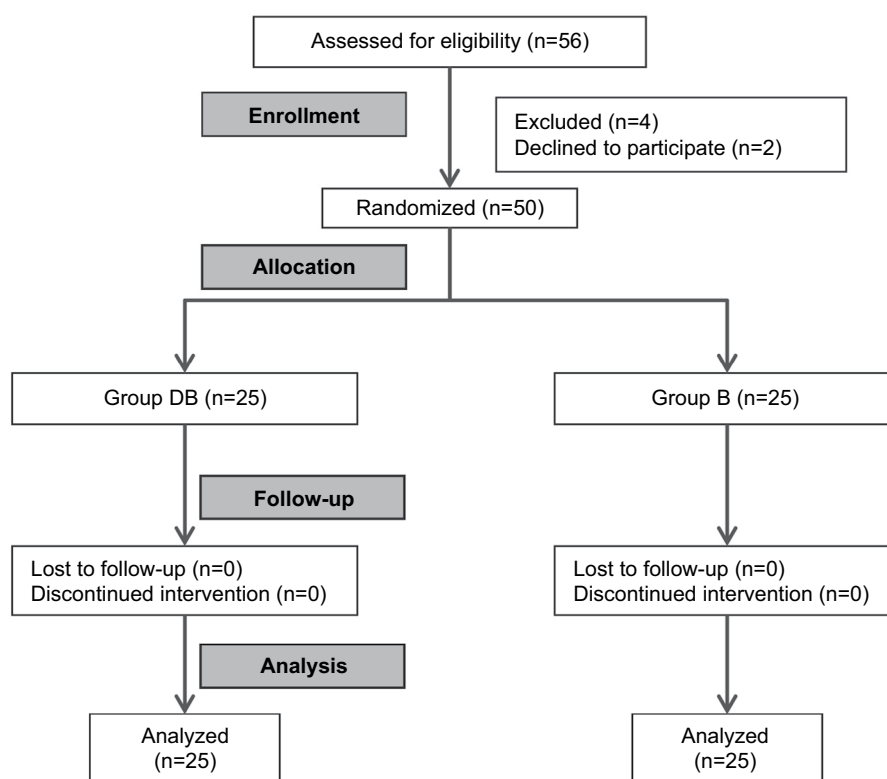 Assessed for eligibility (n=56)
Enrollment
Excluded (n=4)
Declined to participate (n=2)
Randomized (n=50)
Allocation
Group DB (n=25)
Group B (n=25)
Follow-up
Lost to follow-up (n=0)
Discontinued intervention (n=0)
Lost to follow-up (n=0)
Discontinued intervention (n=0)
Analysis
Analyzed
(n=25)
Analyzed
(n=25)